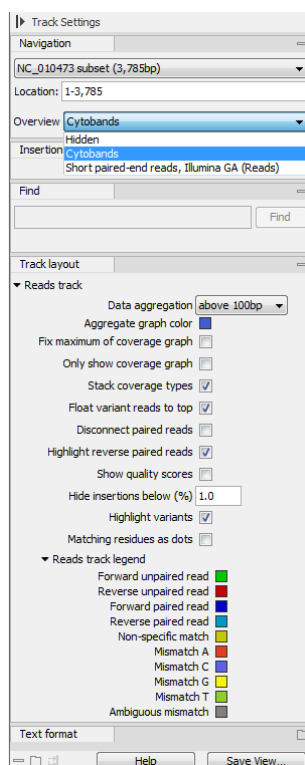 Track Settings
Navigation
NC_010473 subset (3,785bp)
Location: 1-3,785
Overview Cytobands
Hidden
Insertion Cytobands
Short paired-end reads, Illumina GA (Reads)
Find
Find
Track layout
Reads track
Data aggregation above 100bp
Aggregate graph color
Fix maximum of coverage graph
Only show coverage graph
Stack coverage types
Float variant reads to top
Disconnect paired reads
Highlight reverse paired reads
Show quality scores
Hide insertions below (%) 1.0
Highlight variants
Matching residues as dots
Reads track legend
Forward unpaired read
Reverse unpaired read
Forward paired read
Reverse paired read
Non-specific match
Mismatch A
Mismatch C
Mismatch G
Mismatch T
Ambiguous mismatch
Text format
Help Save View...